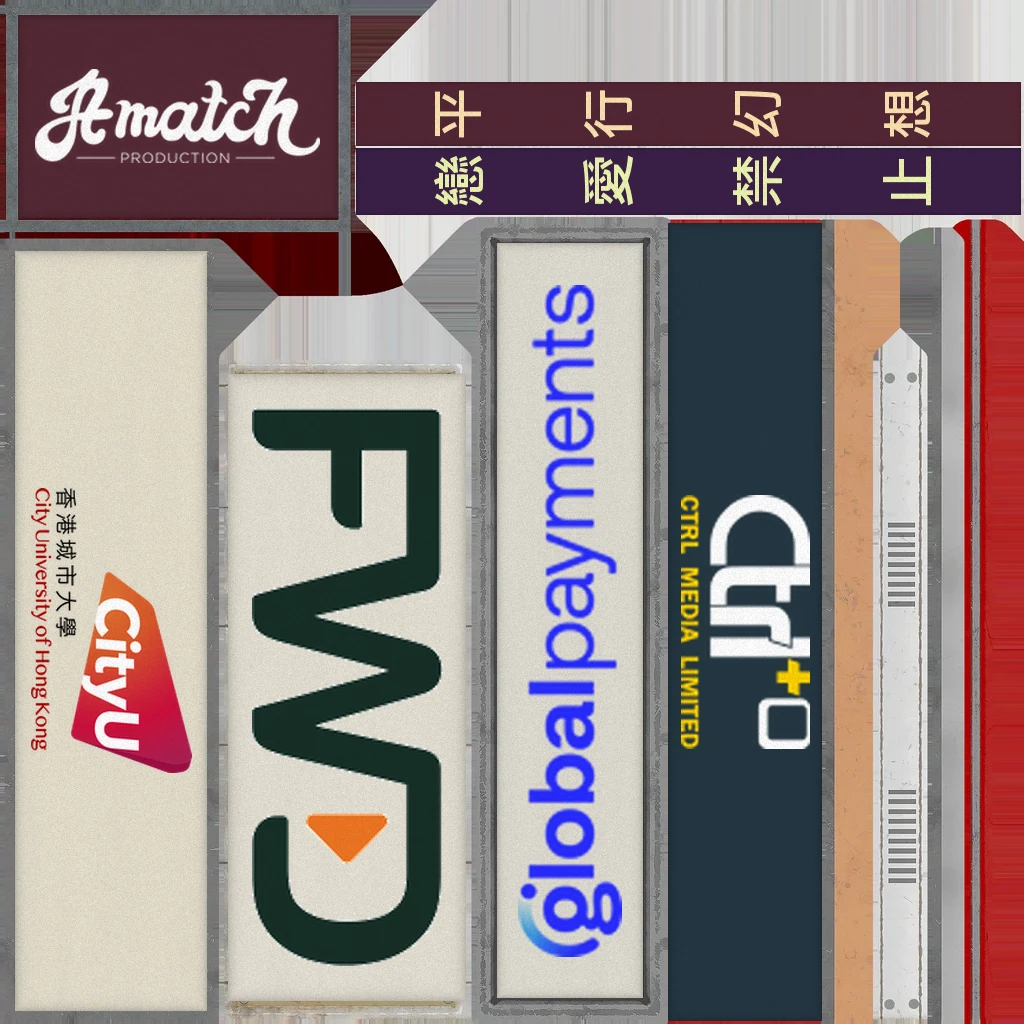 Amatch
PRODUCTION
平行幻想
戀愛禁止
香港城市大學
City University of Hong Kong
CityU
FWD
globalpayments
Ctrl+O
CTRL MEDIA LIMITED